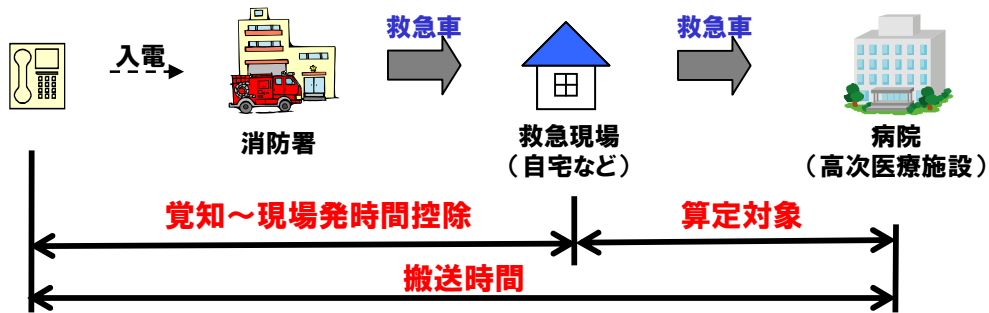 入電
救急車
救急車
消防署
救急現場
（自宅など）
病院
（高次医療施設）
覚知～現場発時間控除
算定対象
搬送時間